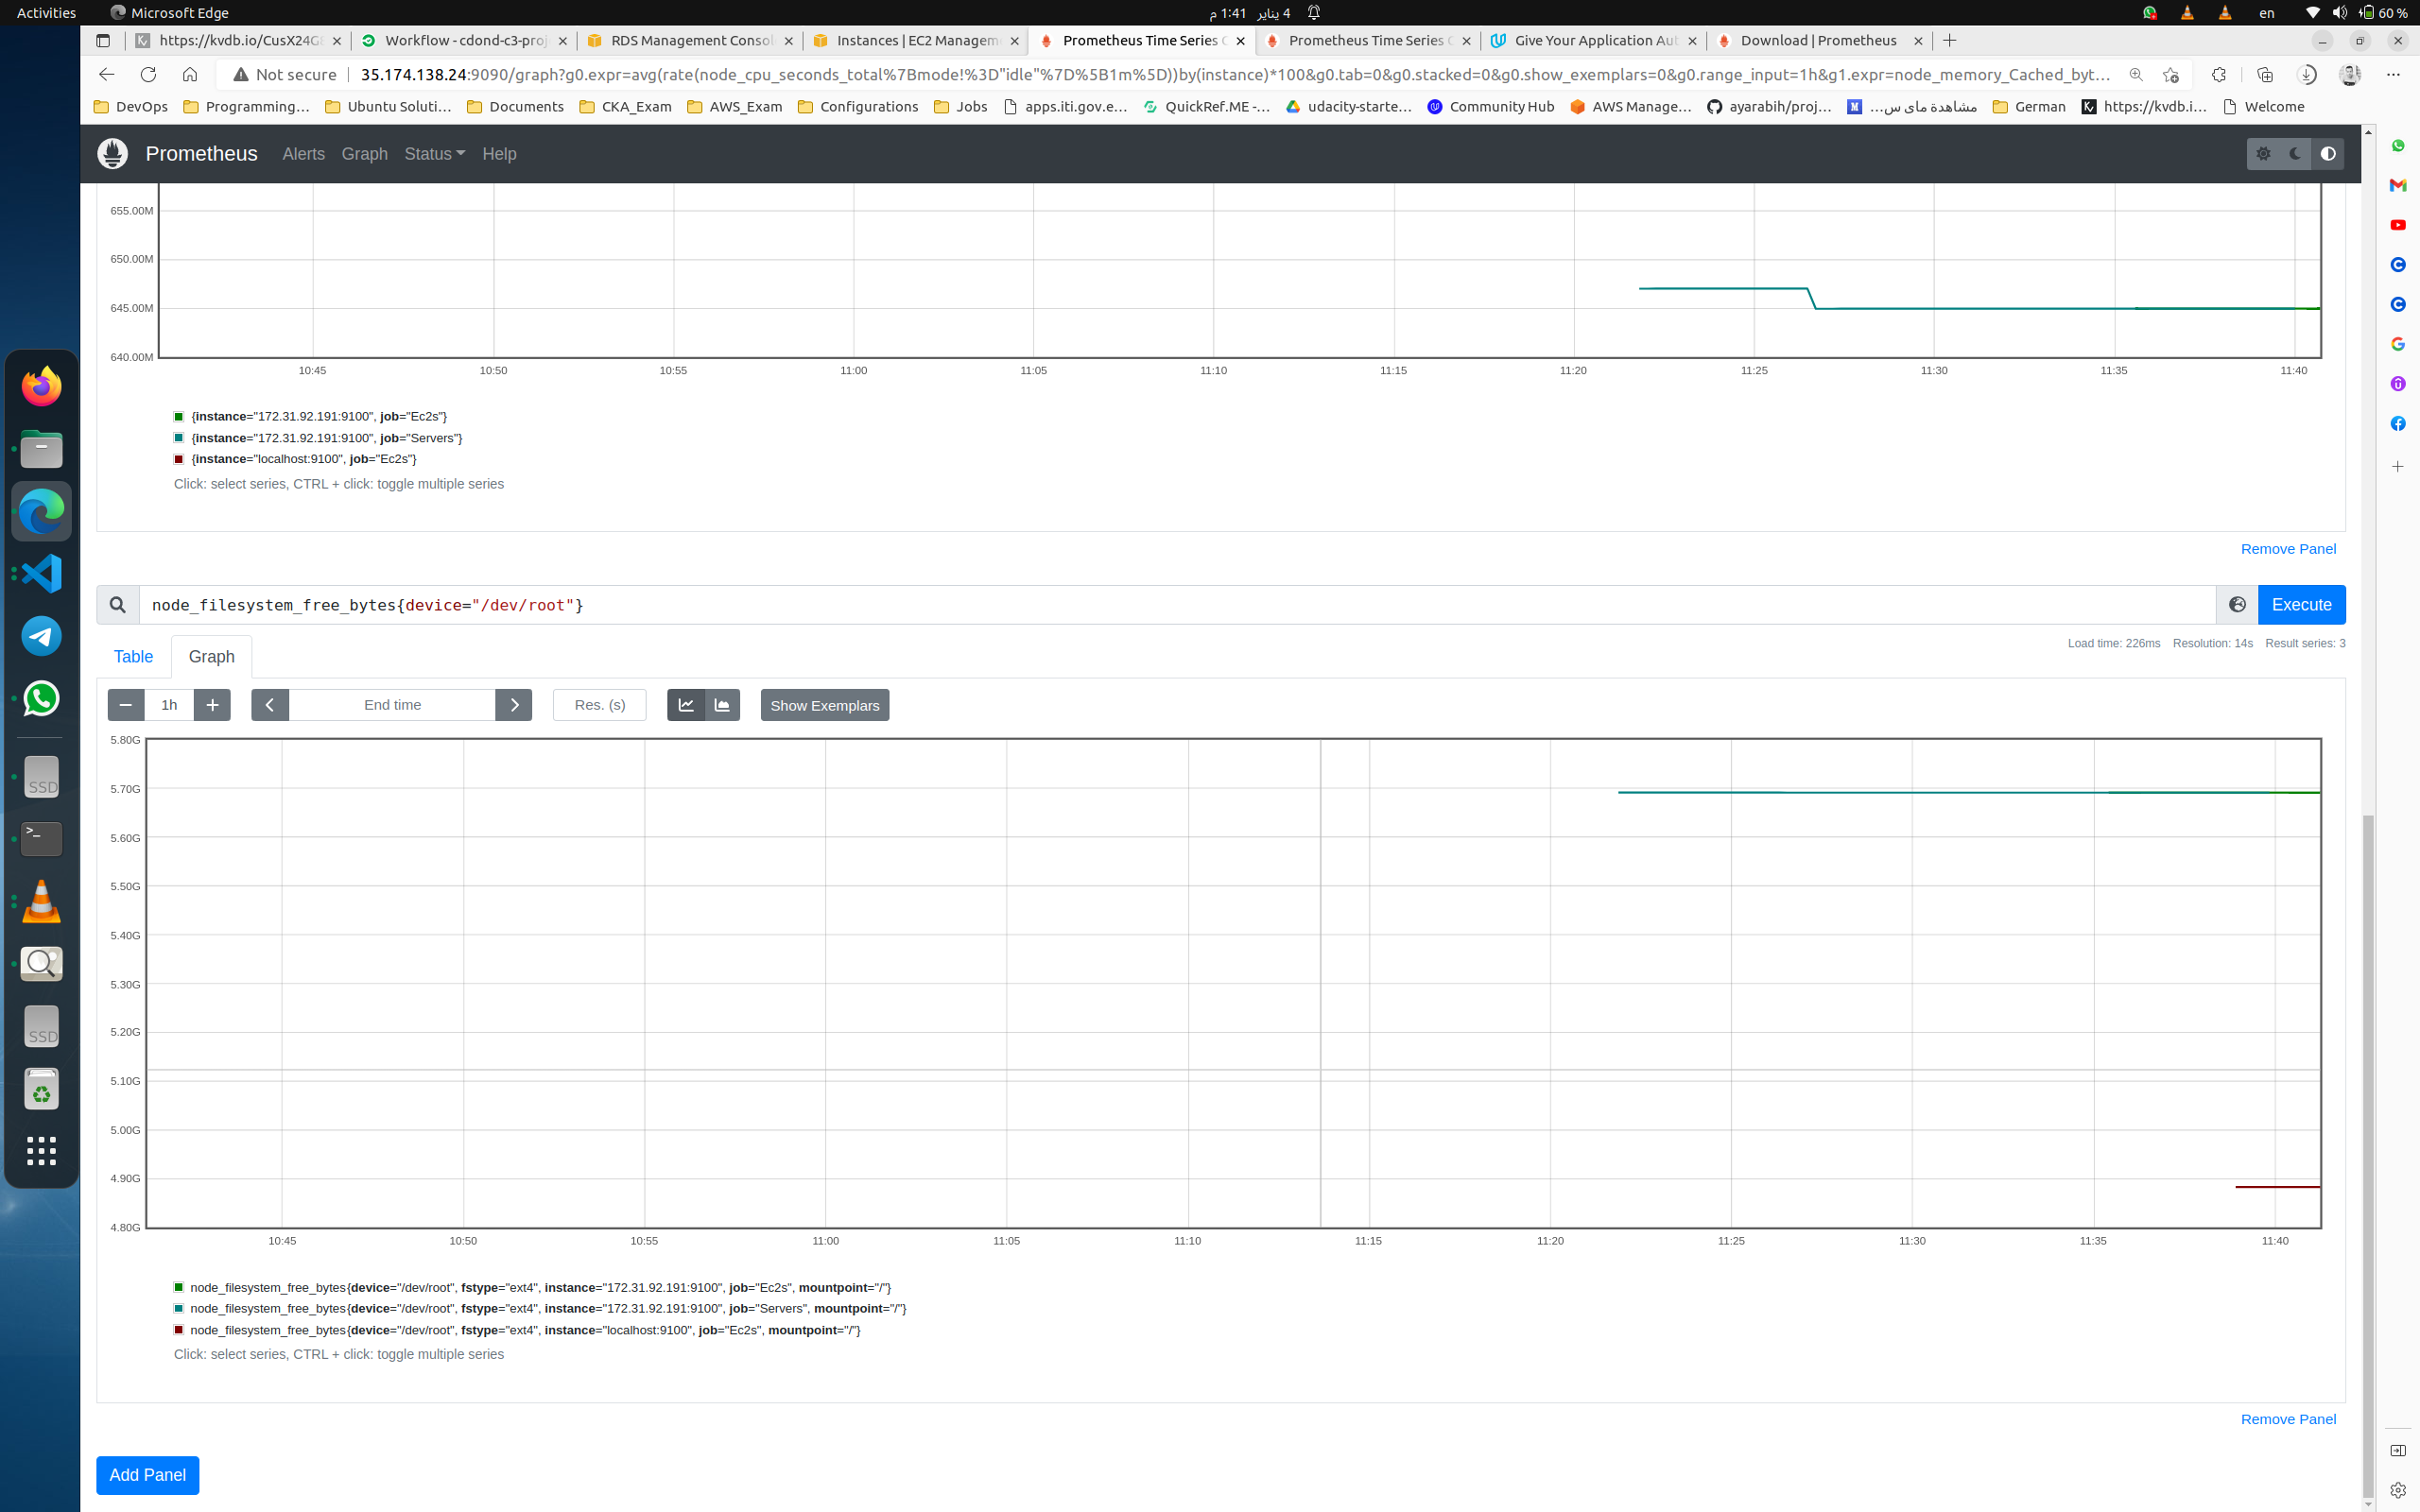 Activities
Microsoft Edge
4 يناير 1:41 م
en
60 %
https://kvdb.io/CusX24G
Workflow - cdond-c3-proj
RDS Management Consol
Instances | EC2 Managem
Prometheus Time Series C
Prometheus Time Series C
Give Your Application Aut
Download | Prometheus
Not secure
35.174.138.24:9090/graph?g0.expr=avg(rate(node_cpu_seconds_total%7Bmode!%3D"idle"%7D%5B1m%5D))by(instance)*100&g0.tab=0&g0.stacked=0&g0.show_exemplars=0&g0.range_input=1h&g1.expr=node_memory_Cached_byt...
DevOps
Programming...
Ubuntu Soluti...
Documents
CKA_Exam
AWS_Exam
Configurations
Jobs
apps.iti.gov.e...
QuickRef.ME -...
udacity-starte...
Community Hub
AWS Manage...
ayarabih/proj...
مشاهدة ماى س...
German
https://kvdb.i...
Welcome
Prometheus
Alerts
Graph
Status
Help
655.00M
650.00M
645.00M
640.00M
10:45 10:50 10:55 11:00 11:05 11:10 11:15 11:20 11:25 11:30 11:35 11:40
{instance="172.31.92.191:9100", job="Ec2s"}
{instance="172.31.92.191:9100", job="Servers"}
{instance="localhost:9100", job="Ec2s"}
Click: select series, CTRL + click: toggle multiple series
Remove Panel
node_filesystem_free_bytes{device="/dev/root"}
Execute
Table
Graph
Load time: 226ms Resolution: 14s Result series: 3
1h
End time
Res. (s)
Show Exemplars
5.80G
5.70G
5.60G
5.50G
5.40G
5.30G
5.20G
5.10G
5.00G
4.90G
4.80G
10:45 10:50 10:55 11:00 11:05 11:10 11:15 11:20 11:25 11:30 11:35 11:40
node_filesystem_free_bytes{device="/dev/root", fstype="ext4", instance="172.31.92.191:9100", job="Ec2s", mountpoint="/"}
node_filesystem_free_bytes{device="/dev/root", fstype="ext4", instance="172.31.92.191:9100", job="Servers", mountpoint="/"}
node_filesystem_free_bytes{device="/dev/root", fstype="ext4", instance="localhost:9100", job="Ec2s", mountpoint="/"}
Click: select series, CTRL + click: toggle multiple series
Remove Panel
Add Panel
SSD
SSD